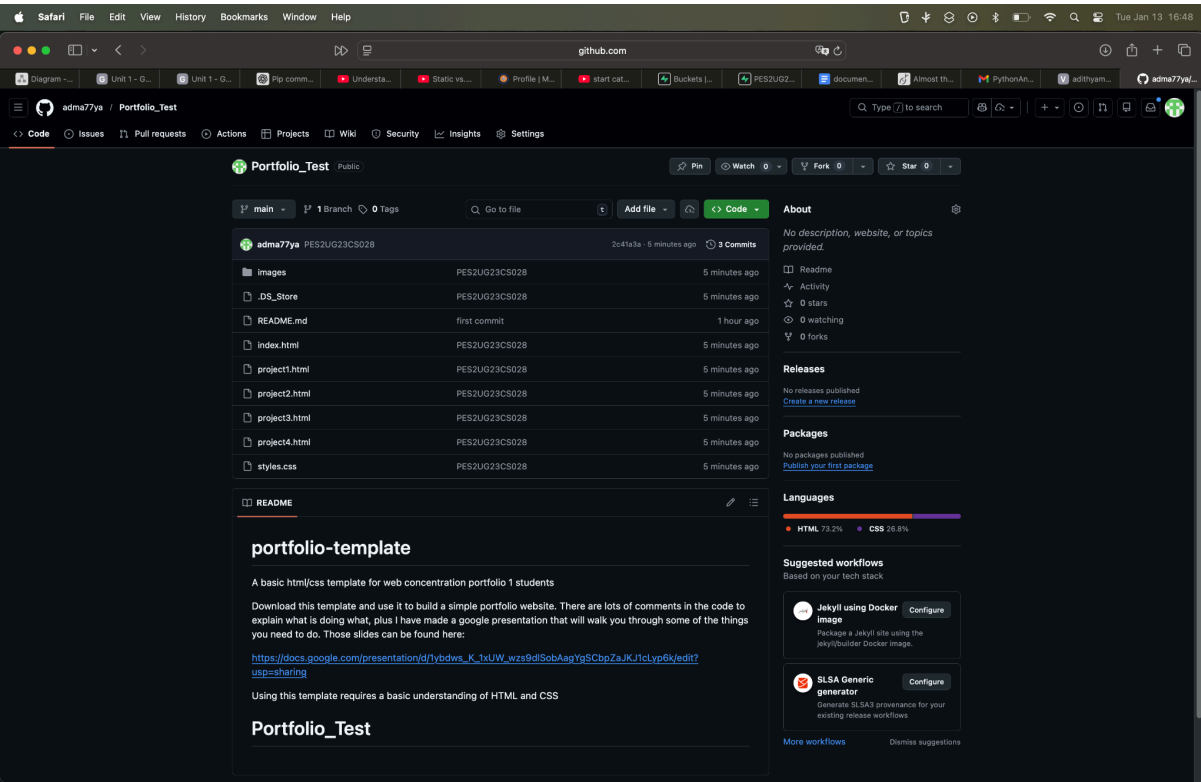 Safari File Edit View History Bookmarks Window Help Tue Jan 13 16:48
github.com
Diagram -... Unit 1 - G... Unit 1 - G... Pip comm... Understa... Static vs.... Profile | M... start cat... Buckets |... PES2UG2... documen... Almost th... PythonAn... adithyam... adma77ya/...
adma77ya / Portfolio_Test Type / to search
Code Issues Pull requests Actions Projects Wiki Security Insights Settings
Portfolio_Test Public Pin Watch 0 Fork 0 Star 0
main 1 Branch 0 Tags Go to file t Add file Code
adma77ya PES2UG23CS028 2c41a3a · 5 minutes ago 3 Commits
images PES2UG23CS028 5 minutes ago
.DS_Store PES2UG23CS028 5 minutes ago
README.md first commit 1 hour ago
index.html PES2UG23CS028 5 minutes ago
project1.html PES2UG23CS028 5 minutes ago
project2.html PES2UG23CS028 5 minutes ago
project3.html PES2UG23CS028 5 minutes ago
project4.html PES2UG23CS028 5 minutes ago
styles.css PES2UG23CS028 5 minutes ago
README
portfolio-template
A basic html/css template for web concentration portfolio 1 students
Download this template and use it to build a simple portfolio website. There are lots of comments in the code to
explain what is doing what, plus I have made a google presentation that will walk you through some of the things
you need to do. Those slides can be found here:
https://docs.google.com/presentation/d/1ybdws_K_1xUW_wzs9dlSobAagYgSCbpZaJKJ1cLyp6k/edit?
usp=sharing
Using this template requires a basic understanding of HTML and CSS
Portfolio_Test
About
No description, website, or topics
provided.
Readme
Activity
0 stars
0 watching
0 forks
Releases
No releases published
Create a new release
Packages
No packages published
Publish your first package
Languages
HTML 73.2% CSS 26.8%
Suggested workflows
Based on your tech stack
Jekyll using Docker
image
Configure
Package a Jekyll site using the
jekyll/builder Docker image.
SLSA Generic
generator
Configure
Generate SLSA3 provenance for your
existing release workflows
More workflows Dismiss suggestions